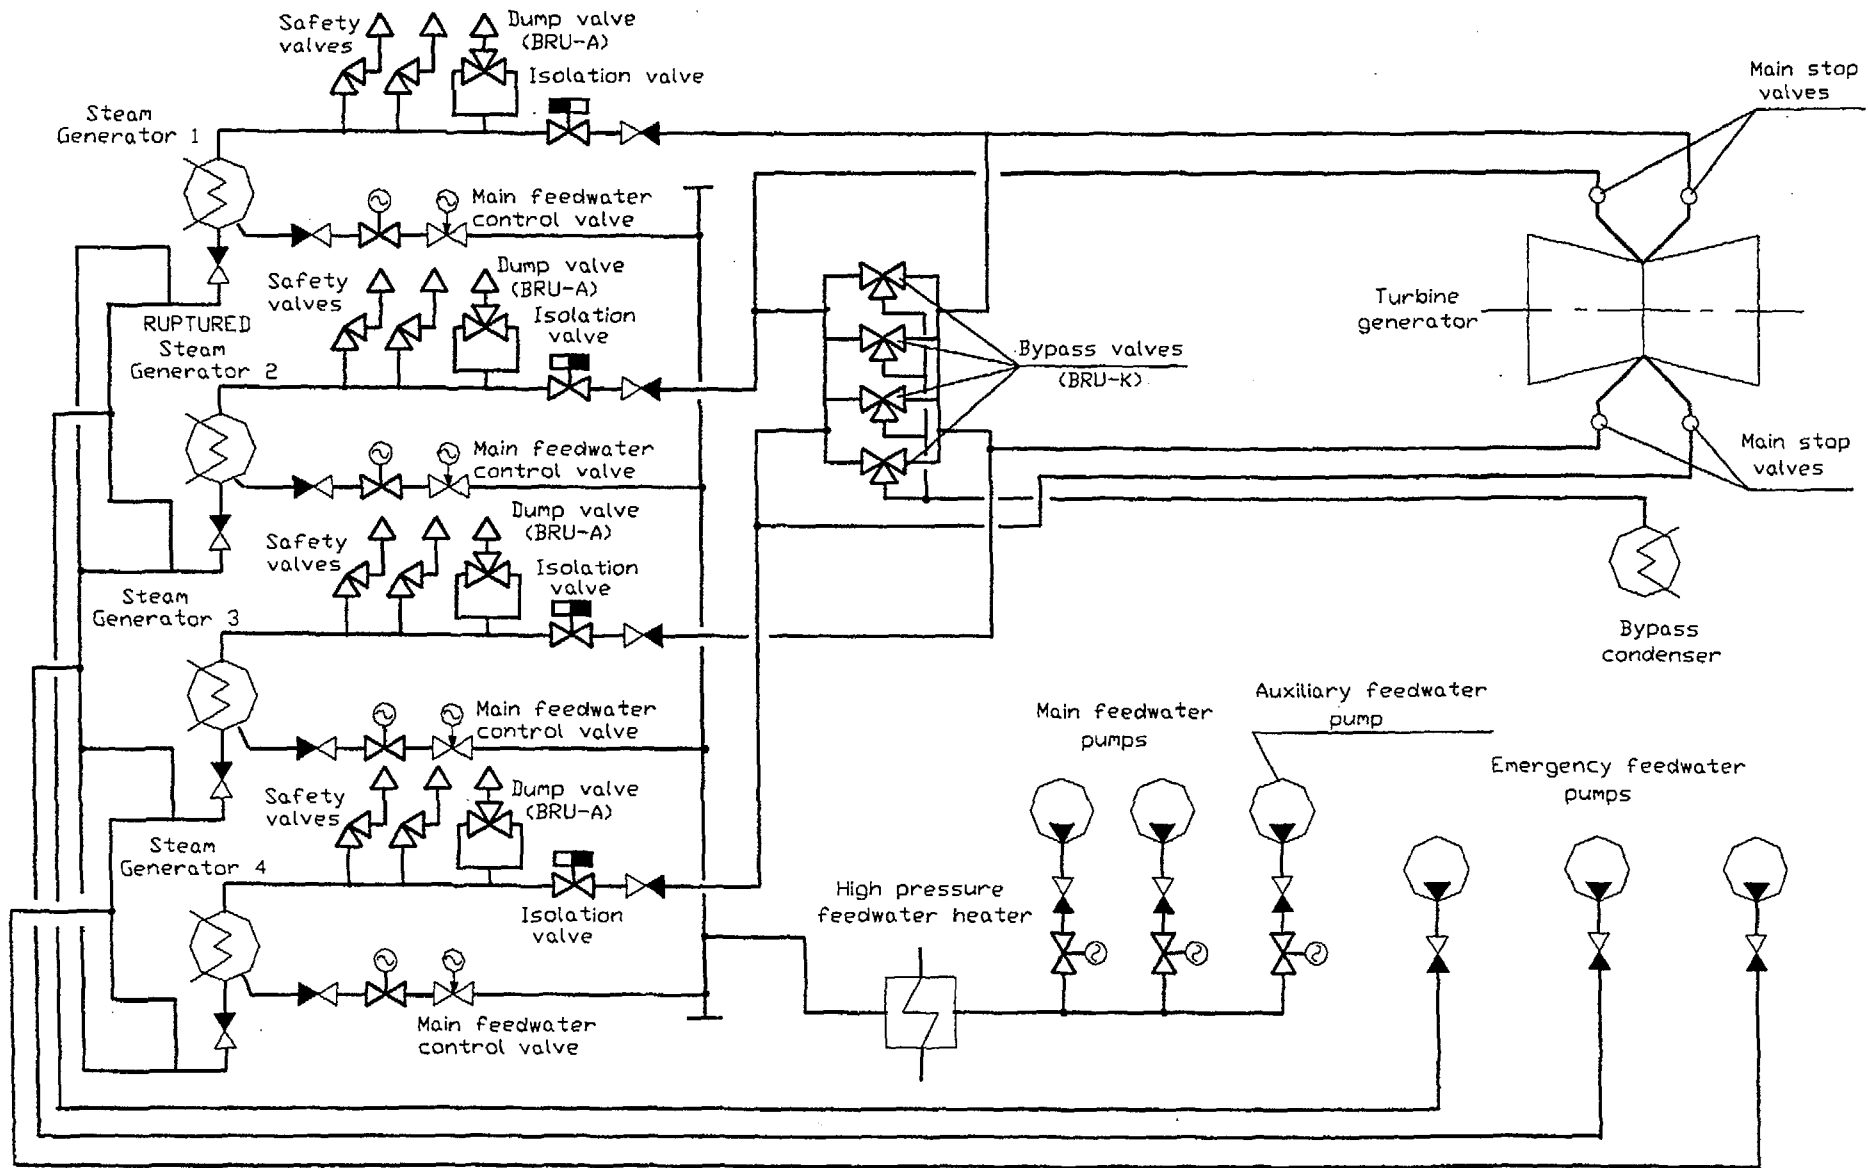 Safety
valves
Dump valve
(BRU-A)
Isolation valve
Main stop
valves
Steam
Generator 1
Main feedwater
control valve
Safety
valves
Dump valve
(BRU-A)
Isolation
valve
Turbine
generator
RUPTURED
Steam
Generator 2
Bypass valves
(BRU-K)
Main feedwater
control valve
Main stop
valves
Safety
valves
Dump valve
(BRU-A)
Isolation
valve
Steam
Generator 3
Bypass
condenser
Main feedwater
control valve
Main feedwater
pumps
Auxiliary feedwater
pump
Emergency feedwater
pumps
Safety
valves
Dump valve
(BRU-A)
Steam
Generator 4
Isolation
valve
High pressure
feedwater heater
Main feedwater
control valve